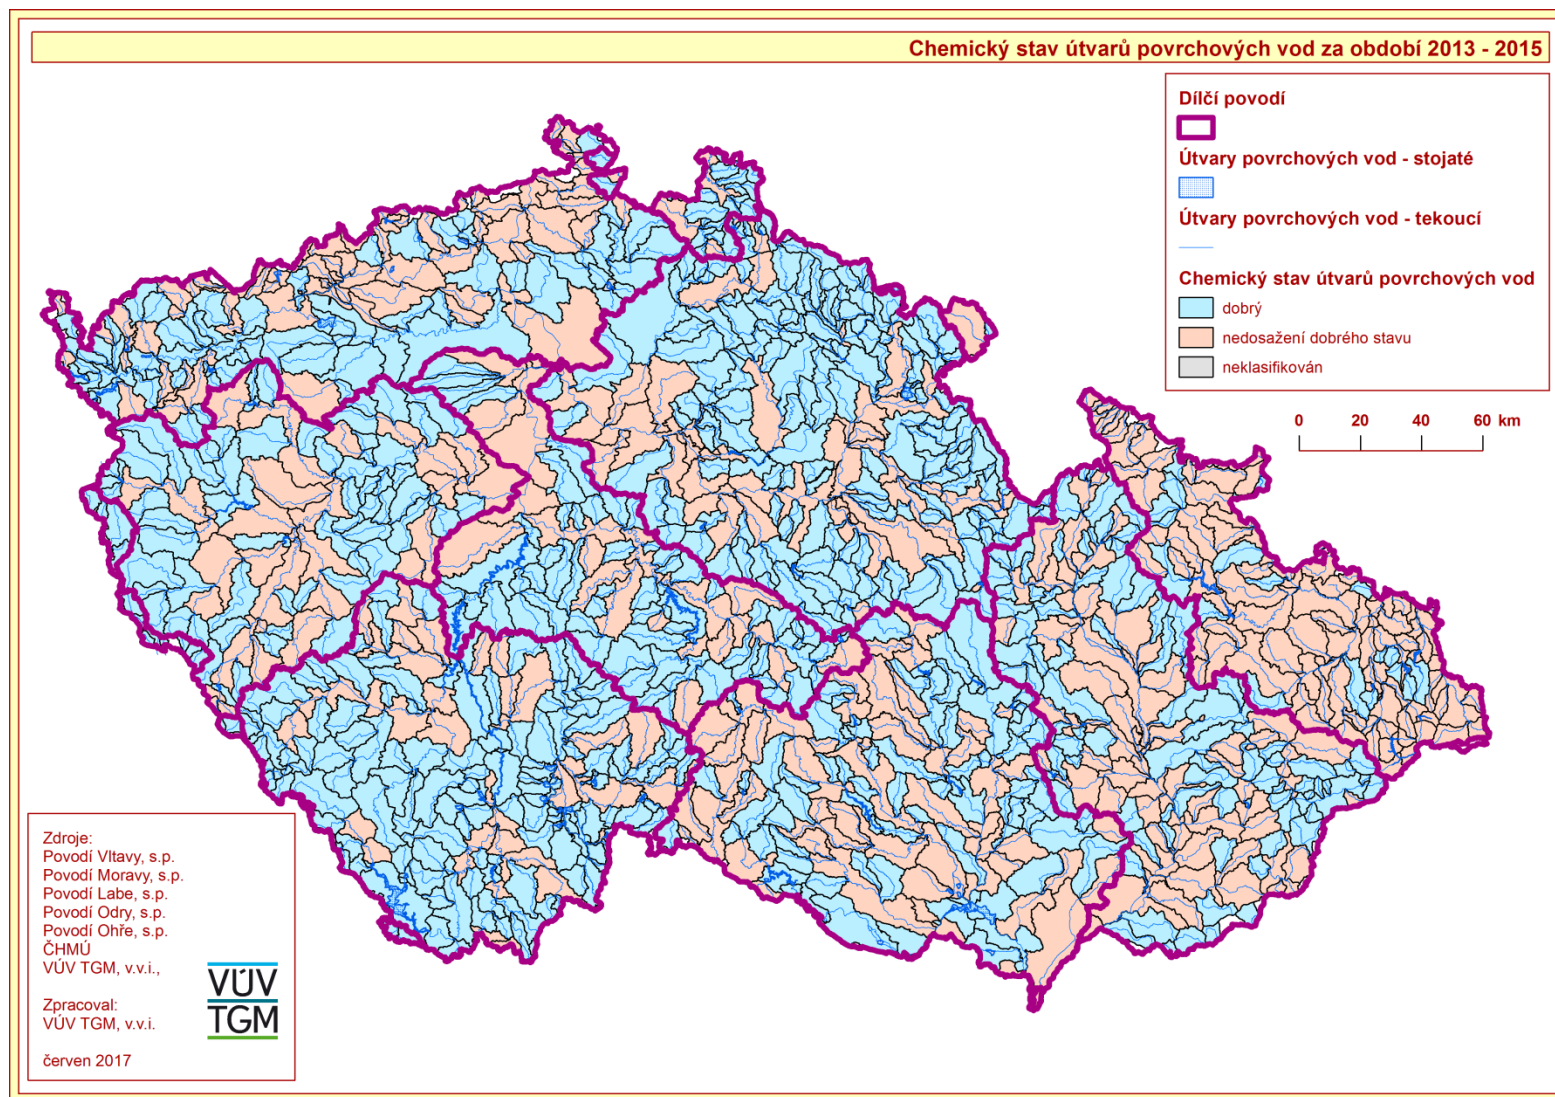 Chemický stav útvarů povrchových vod za období 2013 - 2015
Dílčí povodí
Útvary povrchových vod - stojaté
Útvary povrchových vod - tekoucí
Chemický stav útvarů povrchových vod
dobrý
nedosažení dobrého stavu
neklasifikován
0 20 40 60 km
Zdroje:
Povodí Vltavy, s.p.
Povodí Moravy, s.p.
Povodí Labe, s.p.
Povodí Odry, s.p.
Povodí Ohře, s.p.
ČHMÚ
VÚV TGM, v.v.i.,
Zpracoval:
VÚV TGM, v.v.i.
červen 2017
VÚV
TGM